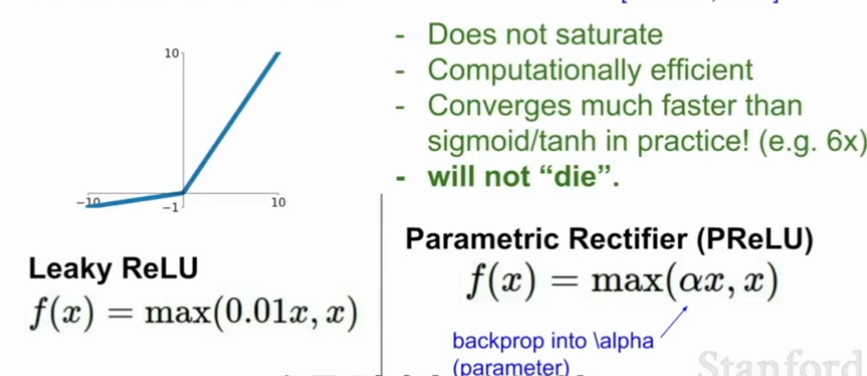 - Does not saturate
- Computationally efficient
- Converges much faster than
sigmoid/tanh in practice! (e.g. 6x)
- will not “die”.
10
−10
−1
10
Leaky ReLU
f(x) = max(0.01x, x)
Parametric Rectifier (PReLU)
f(x) = max(αx, x)
backprop into \alpha
(parameter)
Stanford